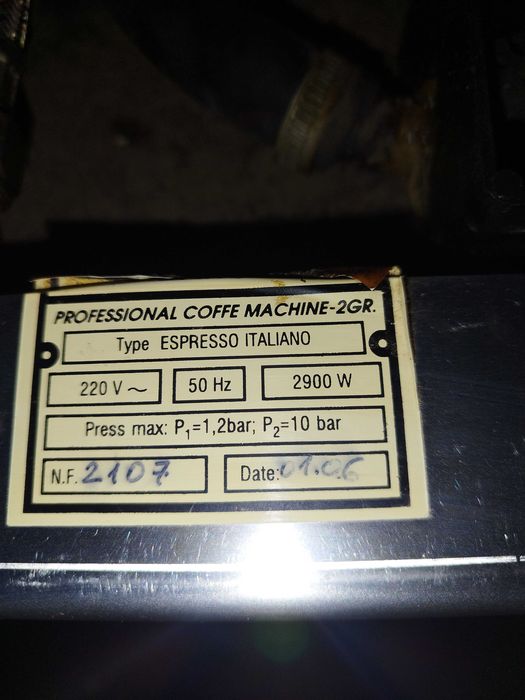 PROFESSIONAL COFFE MACHINE-2GR.
Type ESPRESSO ITALIANO
220 V ~ 50 Hz 2900 W
Press max: P₁=1,2bar; P₂=10 bar
N.F. 2107 Date: 01.06